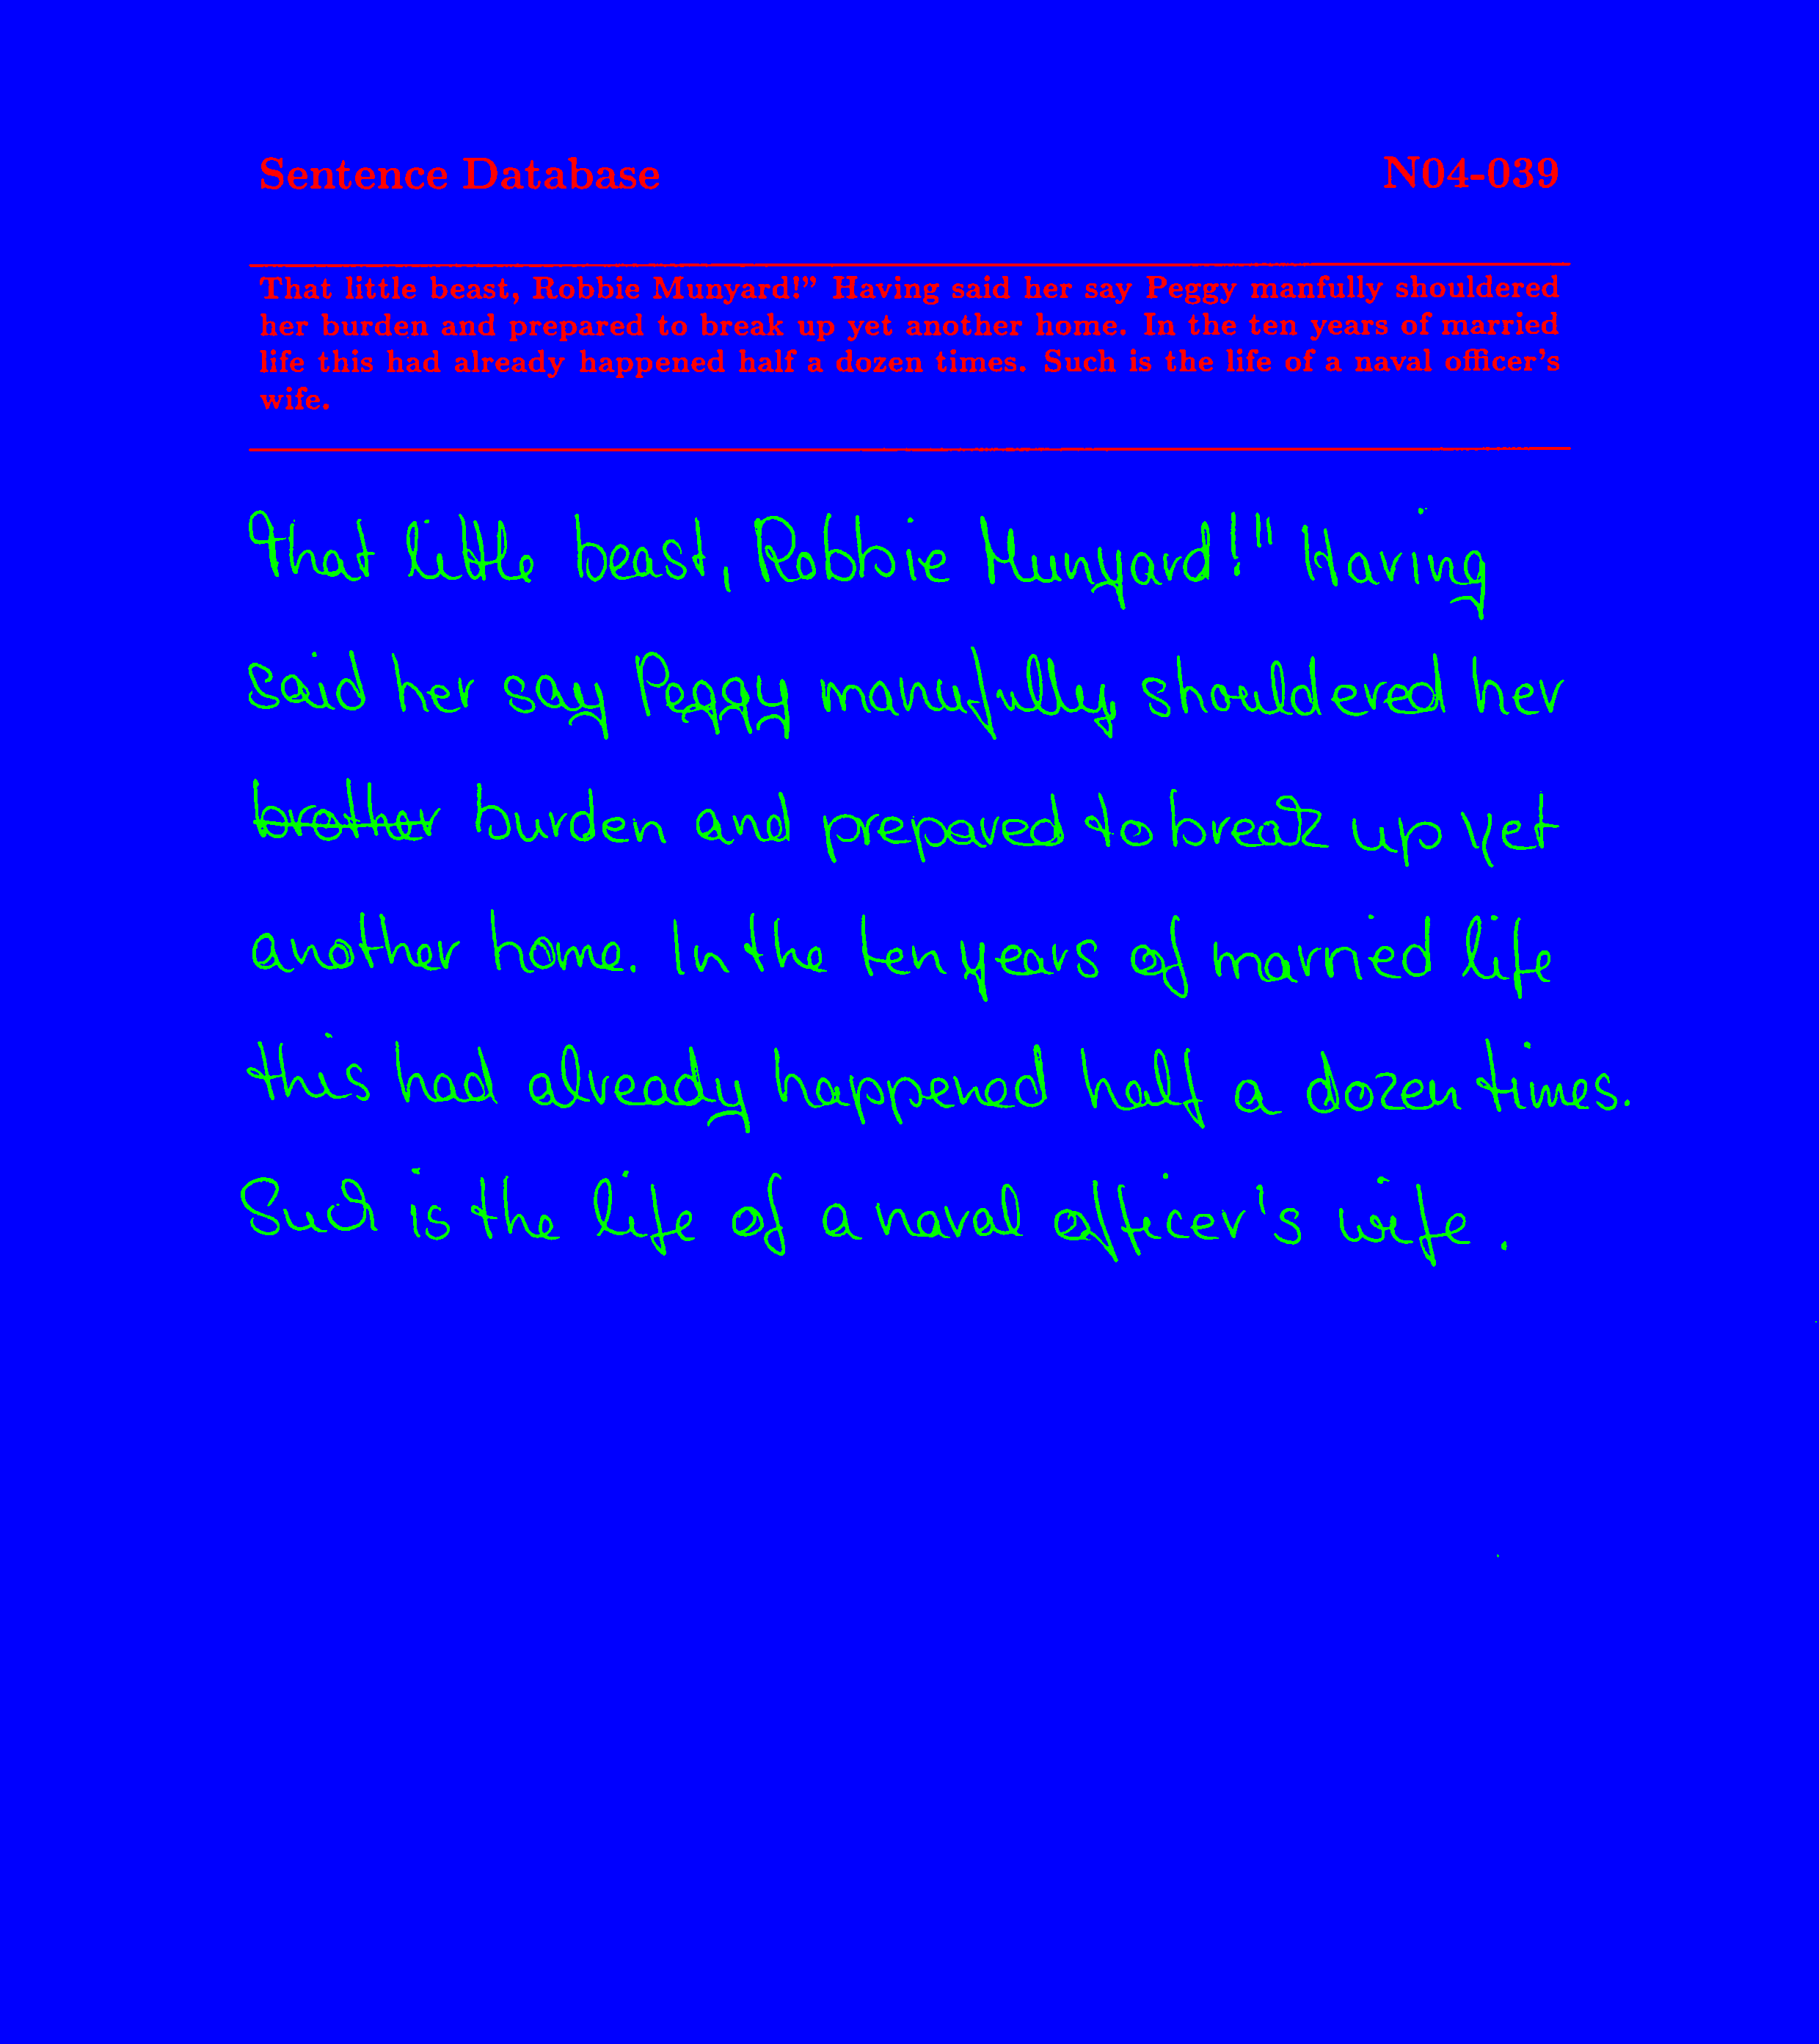 Sentence Database N04-039
That little beast, Robbie Munyard!" Having said her say Peggy manfully shouldered
her burden and prepared to break up yet another home. In the ten years of married
life this had already happened half a dozen times. Such is the life of a naval officer's
wife.
That little beast, Robbie Munyard!" Having
said her say Peggy manufully shouldered her
brother burden and prepared to break up yet
another home. In the ten years of married life
this had already happened half a dozen times.
Such is the life of a naval officer's wife.